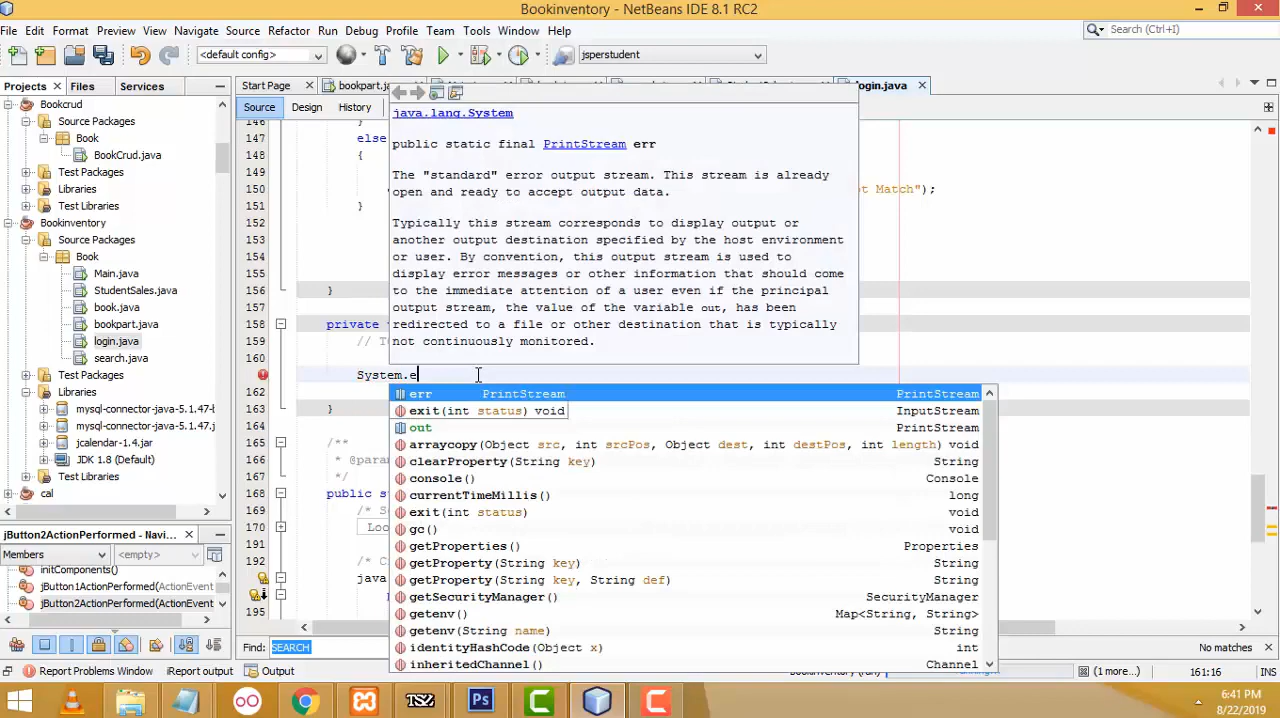 Bookinventory - NetBeans IDE 8.1 RC2
File Edit View Navigate Source Refactor Run Debug Profile Team Tools Window Help
Search (Ctrl+I)
<default config>
jsperstudent
Projects Files Services
Start Page bookpart.ja
login.java
Source Design History
Bookcrud
Source Packages
Book
BookCrud.java
Test Packages
Libraries
Test Libraries
Bookinventory
Source Packages
Book
Main.java
StudentSales.java
book.java
bookpart.java
login.java
search.java
Test Packages
Libraries
mysql-connector-java-5.1.47-b
mysql-connector-java-5.1.47.j
jcalendar-1.4.jar
JDK 1.8 (Default)
Test Libraries
cal
jButton2ActionPerformed - Navi...
Members <empty>
initComponents()
jButton1ActionPerformed(ActionEvent
jButton2ActionPerformed(ActionEvent
146 }
147 else
148 {
149
150 ot Match");
151 }
152
153
154
155
156 }
157
158 private
159 // T
160
System.e
162
163 }
164
165 /**
166 * @para
167 */
168 public st
169 /* S
170 Loo
191
192 /* C
193 java
194
195
java.lang.System
public static final PrintStream err
The "standard" error output stream. This stream is already
open and ready to accept output data.
Typically this stream corresponds to display output or
another output destination specified by the host environment
or user. By convention, this output stream is used to
display error messages or other information that should come
to the immediate attention of a user even if the principal
output stream, the value of the variable out, has been
redirected to a file or other destination that is typically
not continuously monitored.
err PrintStream PrintStream
exit(int status) void InputStream
out PrintStream
arraycopy(Object src, int srcPos, Object dest, int destPos, int length) void
clearProperty(String key) String
console() Console
currentTimeMillis() long
exit(int status) void
gc() void
getProperties() Properties
getProperty(String key) String
getProperty(String key, String def) String
getSecurityManager() SecurityManager
getenv() Map<String, String>
getenv(String name) String
identityHashCode(Object x) int
inheritedChannel() Channel
Find: SEARCH
No matches
Report Problems Window iReport output Output
(1 more...)
161:16 INS
6:41 PM
8/22/2019